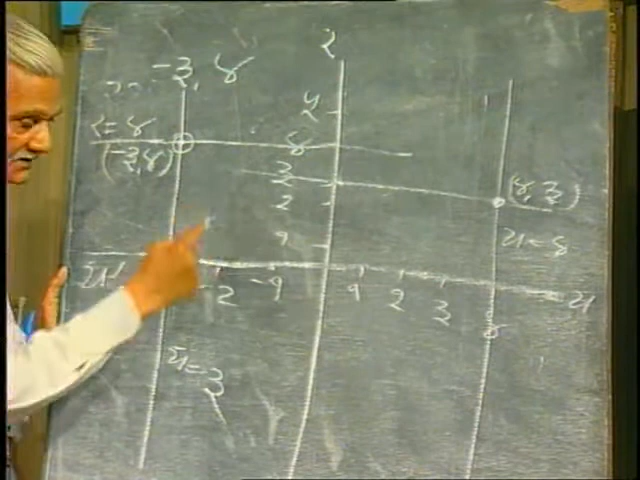 र
-३, ४
५
र=४
४
(-३,४)
३
(४,३)
२
१
य=४
य'
-२ -१ १ २ ३
य
४
य=-३